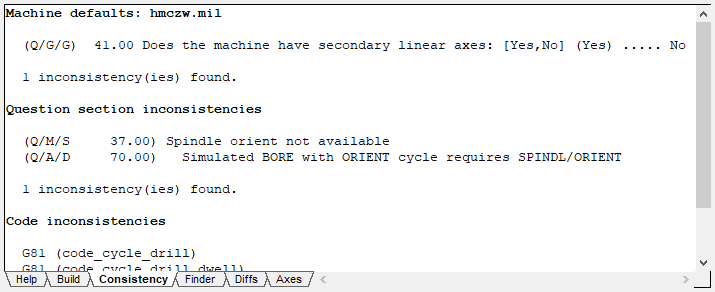 Machine defaults: hmczw.mil
(Q/G/G) 41.00 Does the machine have secondary linear axes: [Yes,No] (Yes) ..... No
1 inconsistency(ies) found.
Question section inconsistencies
(Q/M/S 37.00) Spindle orient not available
(Q/A/D 70.00) Simulated BORE with ORIENT cycle requires SPINDL/ORIENT
1 inconsistency(ies) found.
Code inconsistencies
G81 (code_cycle_drill)
G81 (code_cycle_drill_dwell)
Help Build Consistency Finder Diffs Axes